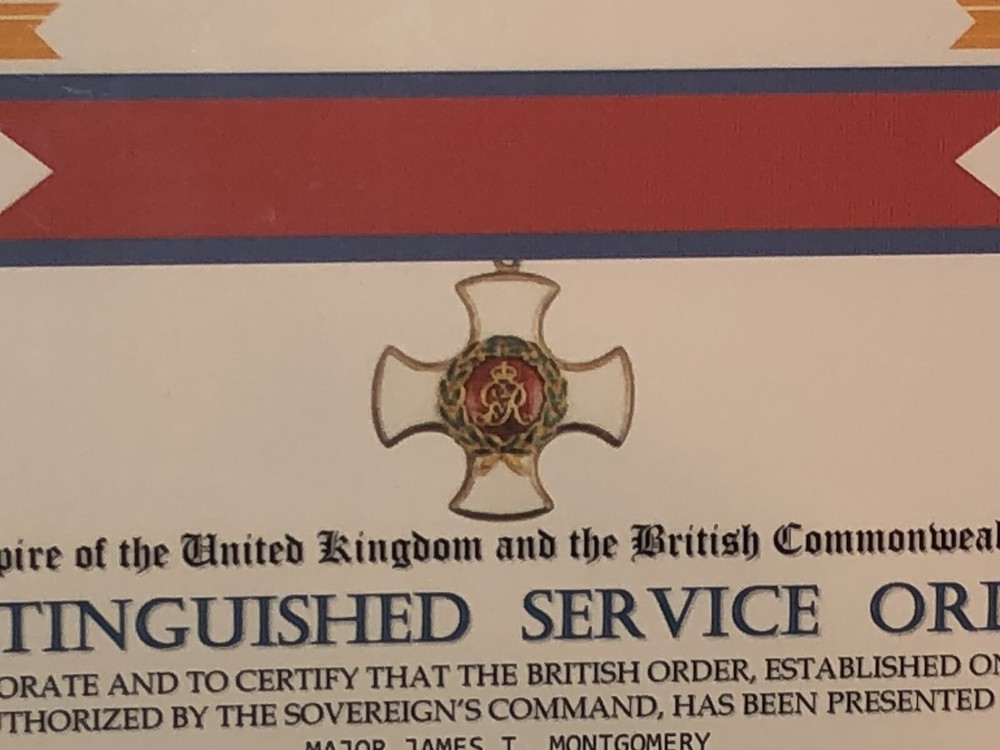 pire of the United Kingdom and the British Commonweal
TINGUISHED SERVICE ORD
ORATE AND TO CERTIFY THAT THE BRITISH ORDER, ESTABLISHED ON
THORIZED BY THE SOVEREIGN'S COMMAND, HAS BEEN PRESENTED
MAJOR JAMES T. MONTGOMERY